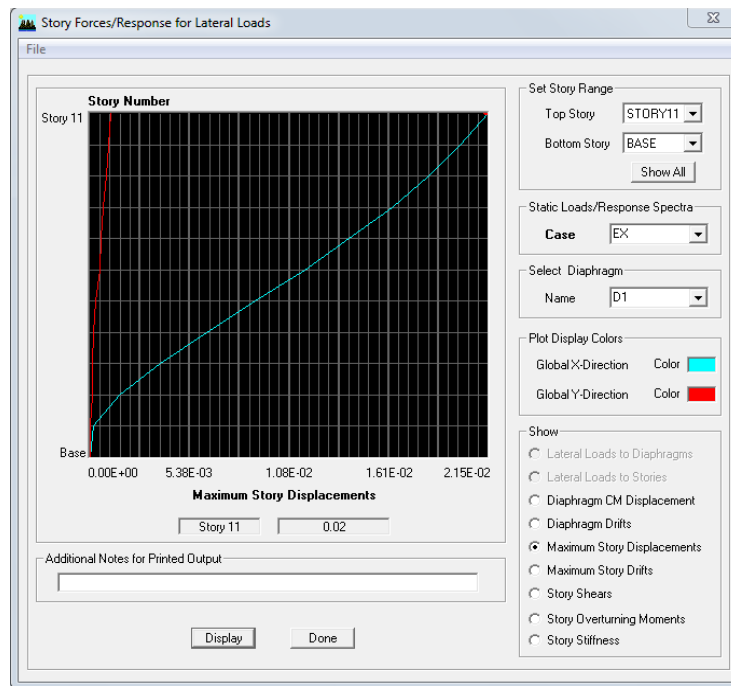 Story Forces/Response for Lateral Loads
File
Story Number
Story 11
Base
0.00E+00 5.38E-03 1.08E-02 1.61E-02 2.15E-02
Maximum Story Displacements
Story 11 0.02
Additional Notes for Printed Output
Display Done
Set Story Range
Top Story STORY11
Bottom Story BASE
Show All
Static Loads/Response Spectra
Case EX
Select Diaphragm
Name D1
Plot Display Colors
Global X-Direction Color
Global Y-Direction Color
Show
Lateral Loads to Diaphragms
Lateral Loads to Stories
Diaphragm CM Displacement
Diaphragm Drifts
Maximum Story Displacements
Maximum Story Drifts
Story Shears
Story Overturning Moments
Story Stiffness